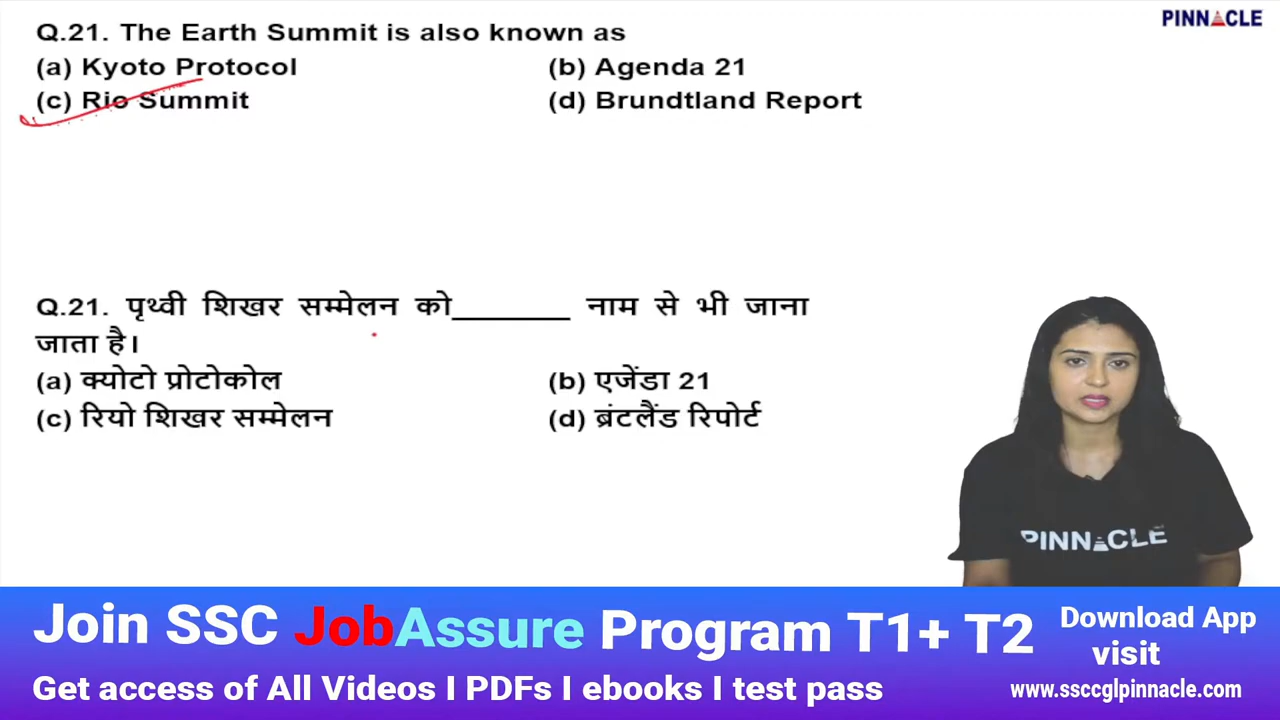 PINNACLE
Q.21. The Earth Summit is also known as
(a) Kyoto Protocol (b) Agenda 21
(c) Rio Summit (d) Brundtland Report
Q.21. पृथ्वी शिखर सम्मेलन को_______ नाम से भी जाना
जाता है।
(a) क्योटो प्रोटोकोल (b) एजेंडा 21
(c) रियो शिखर सम्मेलन (d) ब्रंटलैंड रिपोर्ट
PINNACLE
Join SSC JobAssure Program T1+ T2
Get access of All Videos I PDFs I ebooks I test pass
Download App
visit
www.ssccglpinnacle.com